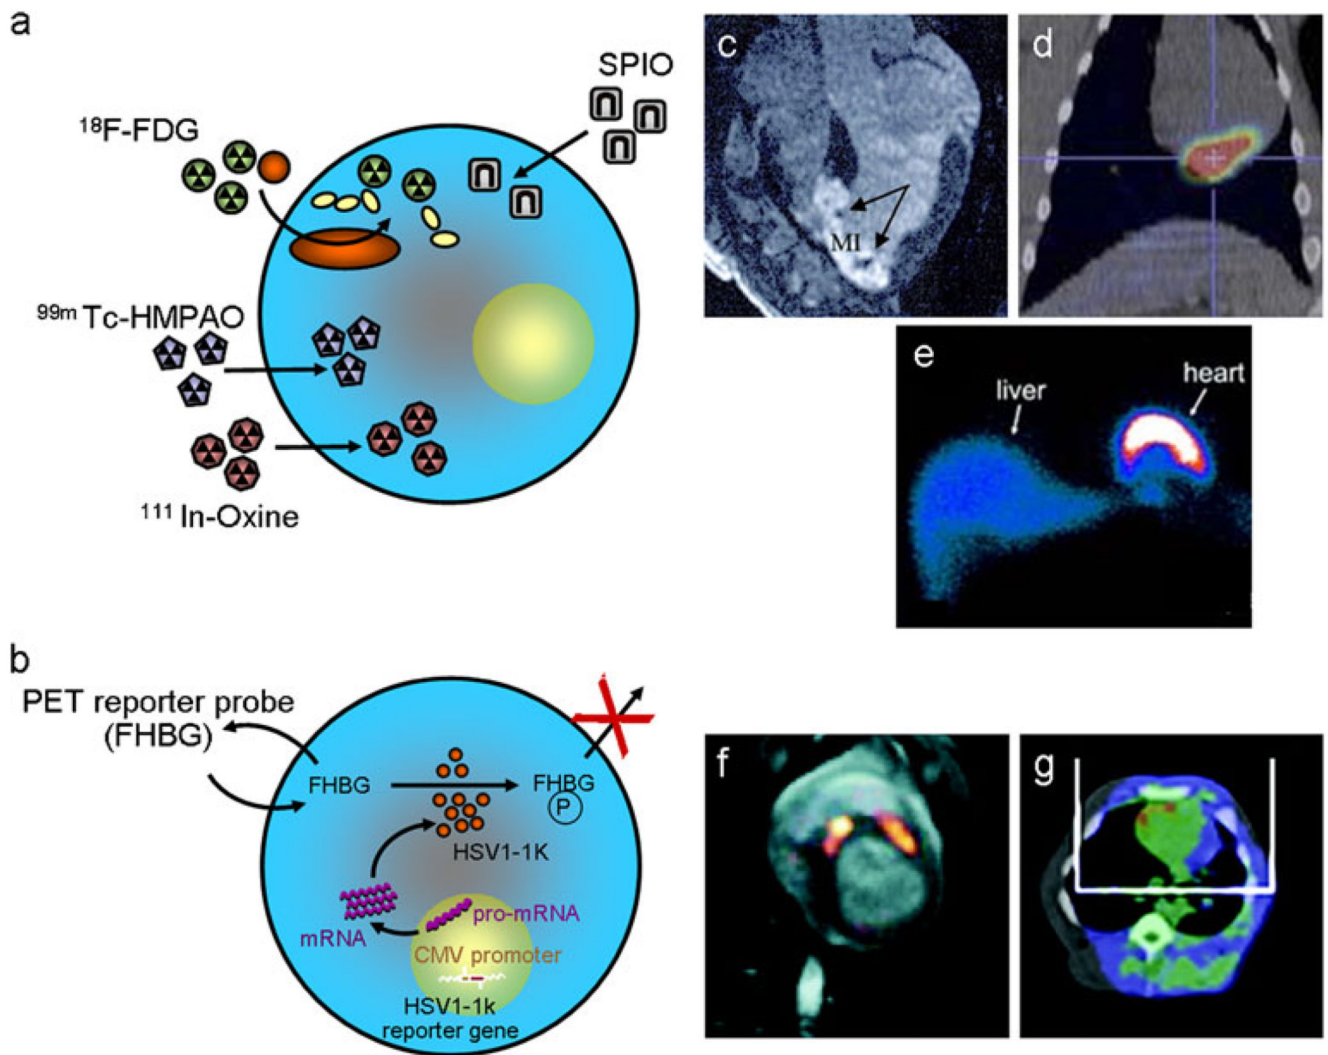 a
SPIO
¹⁸F-FDG
⁹⁹ᵐ Tc-HMPAO
¹¹¹ In-Oxine
c
MI
d
e
liver
heart
b
PET reporter probe
(FHBG)
FHBG
FHBG
P
HSV1-1K
mRNA
pro-mRNA
CMV promoter
HSV1-1k
reporter gene
f
g